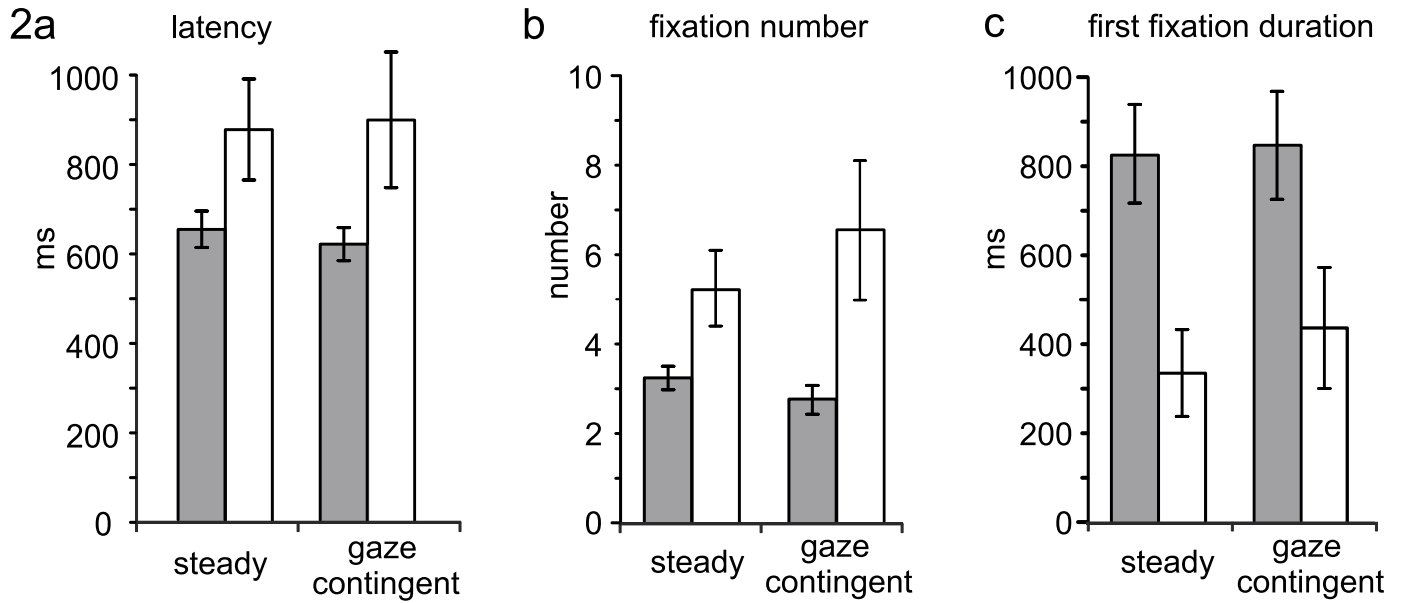 2a
latency
1000
800
600
400
200
0
ms
steady
gaze
contingent
b
fixation number
10
8
6
4
2
0
number
steady
gaze
contingent
c
first fixation duration
1000
800
600
400
200
0
ms
steady
gaze
contingent